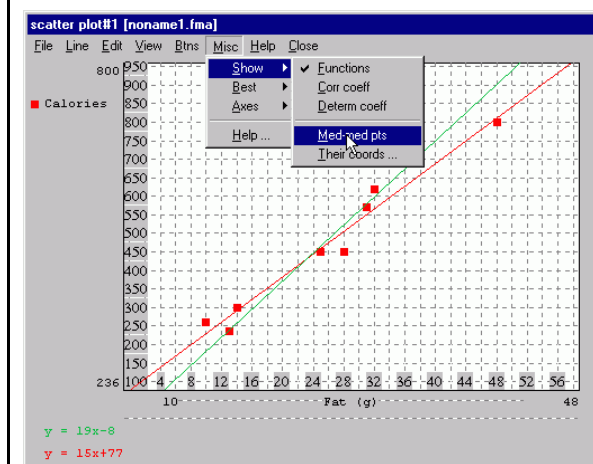 scatter plot#1 [noname1.fma]
File Line Edit View Btns Misc Help Close
Show
Best
Axes
Help ...
✓ Functions
Corr coeff
Determ coeff
Med-med pts
Their coords ...
800 950
900
Calories 850
800
750
700
650
600
550
500
450
400
350
300
250
200
150
236 100 4 8 12 16 20 24 28 32 36 40 44 48 52 56
10 Fat (g) 48
y = 19x-8
y = 15x+77